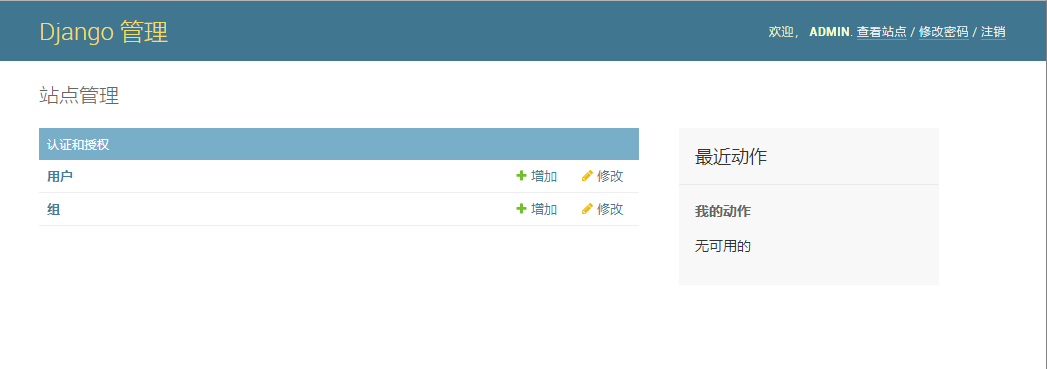 Django 管理
欢迎， ADMIN. 查看站点 / 修改密码 / 注销
站点管理
认证和授权
用户 增加 修改
组 增加 修改
最近动作
我的动作
无可用的